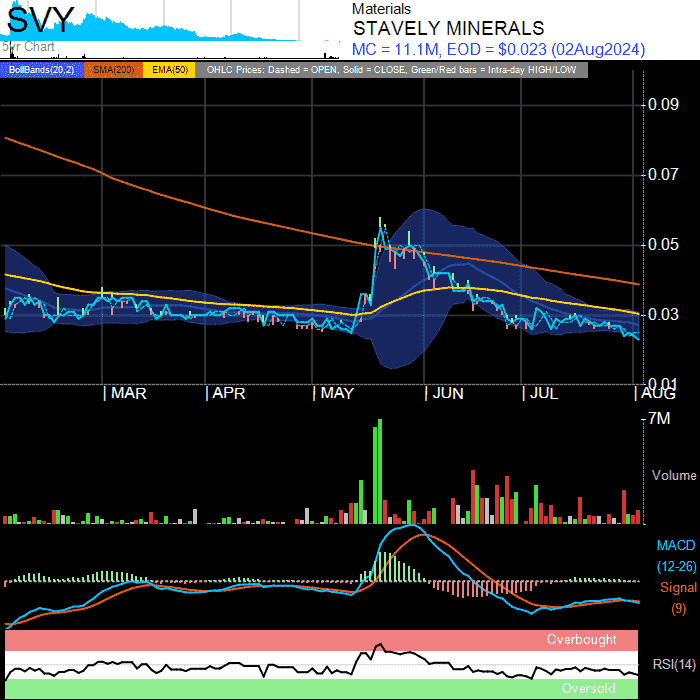 SVY
5yr Chart
Materials
STAVELY MINERALS
MC = 11.1M, EOD = $0.023 (02Aug2024)
BollBands(20,2) SMA(200) EMA(50) OHLC Prices: Dashed = OPEN, Solid = CLOSE, Green/Red bars = Intra-day HIGH/LOW
0.09
0.07
0.05
0.03
0.01
MAR APR MAY JUN JUL AUG
7M
Volume
MACD
(12-26)
Signal
(9)
Overbought
RSI(14)
Oversold